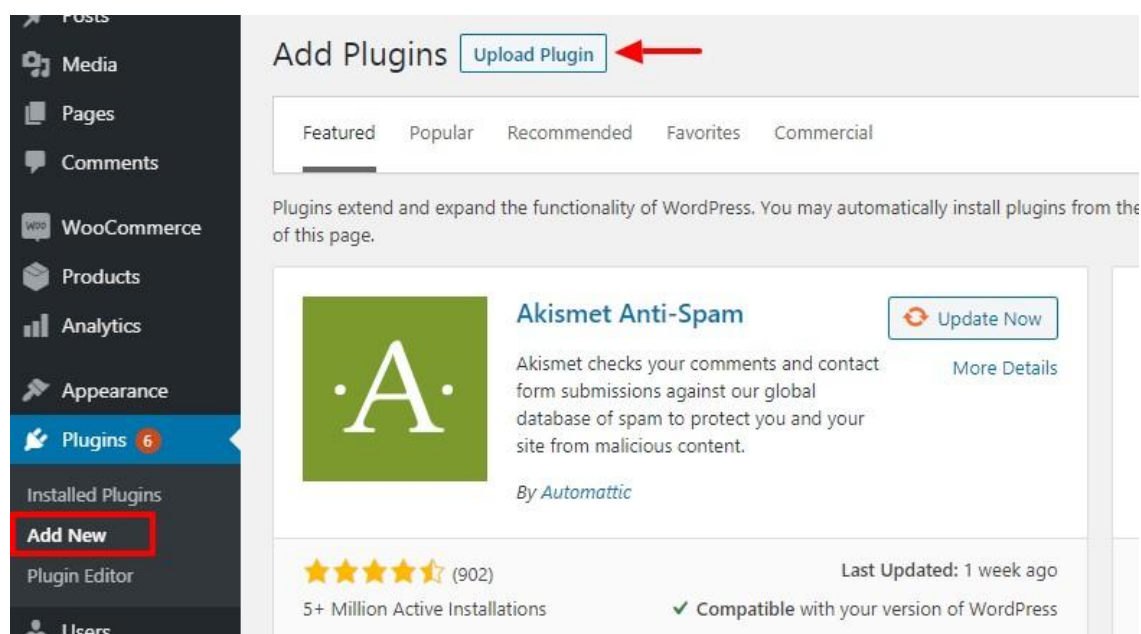 Posts
Media
Pages
Comments
WOO
WooCommerce
Products
Analytics
Appearance
Plugins 6
Installed Plugins
Add New
Plugin Editor
Users
Add Plugins Upload Plugin
Featured Popular Recommended Favorites Commercial
Plugins extend and expand the functionality of WordPress. You may automatically install plugins from the
of this page.
·A·
Akismet Anti-Spam
Update Now
More Details
Akismet checks your comments and contact
form submissions against our global
database of spam to protect you and your
site from malicious content.
By Automattic
(902)
5+ Million Active Installations
Last Updated: 1 week ago
✓ Compatible with your version of WordPress